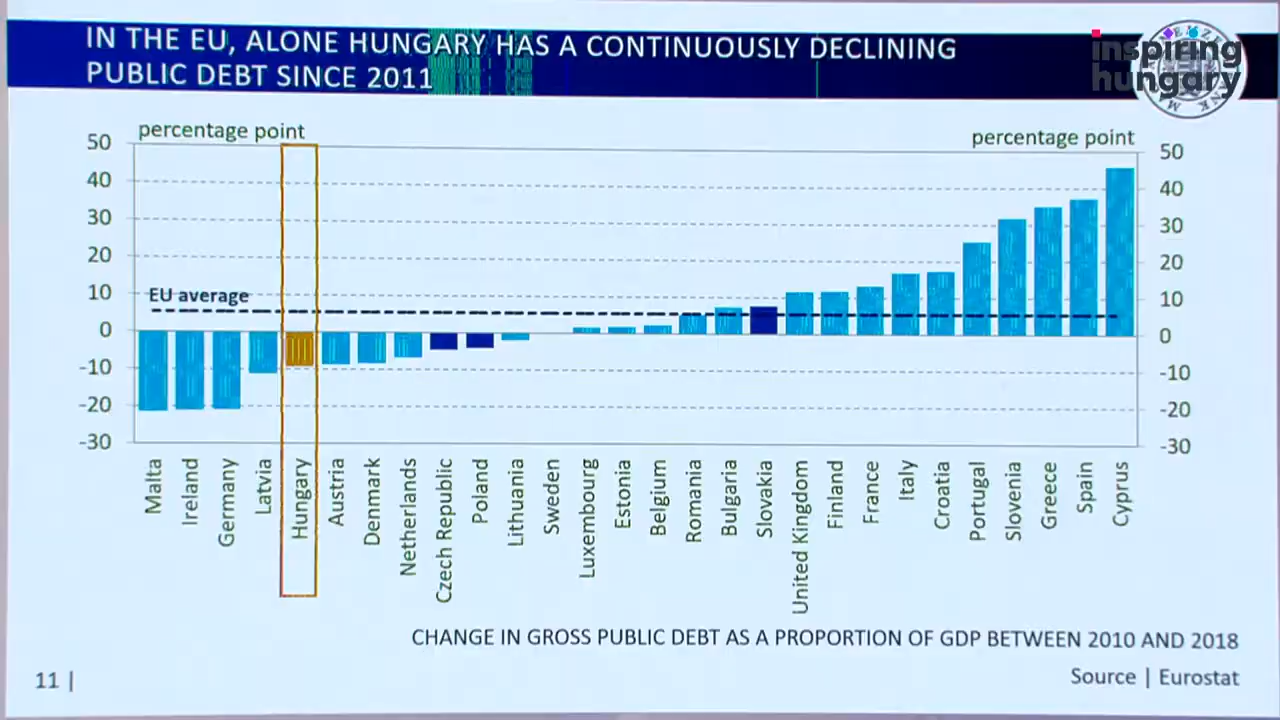 IN THE EU, ALONE HUNGARY HAS A CONTINUOUSLY DECLINING
PUBLIC DEBT SINCE 2011
inspiring
hungary
percentage point
percentage point
50
40
30
20
10
0
-10
-20
-30
EU average
50
40
30
20
10
0
-10
-20
-30
Malta
Ireland
Germany
Latvia
Hungary
Austria
Denmark
Netherlands
Czech Republic
Poland
Lithuania
Sweden
Luxembourg
Estonia
Belgium
Romania
Bulgaria
Slovakia
United Kingdom
Finland
France
Italy
Croatia
Portugal
Slovenia
Greece
Spain
Cyprus
CHANGE IN GROSS PUBLIC DEBT AS A PROPORTION OF GDP BETWEEN 2010 AND 2018
11 |
Source | Eurostat